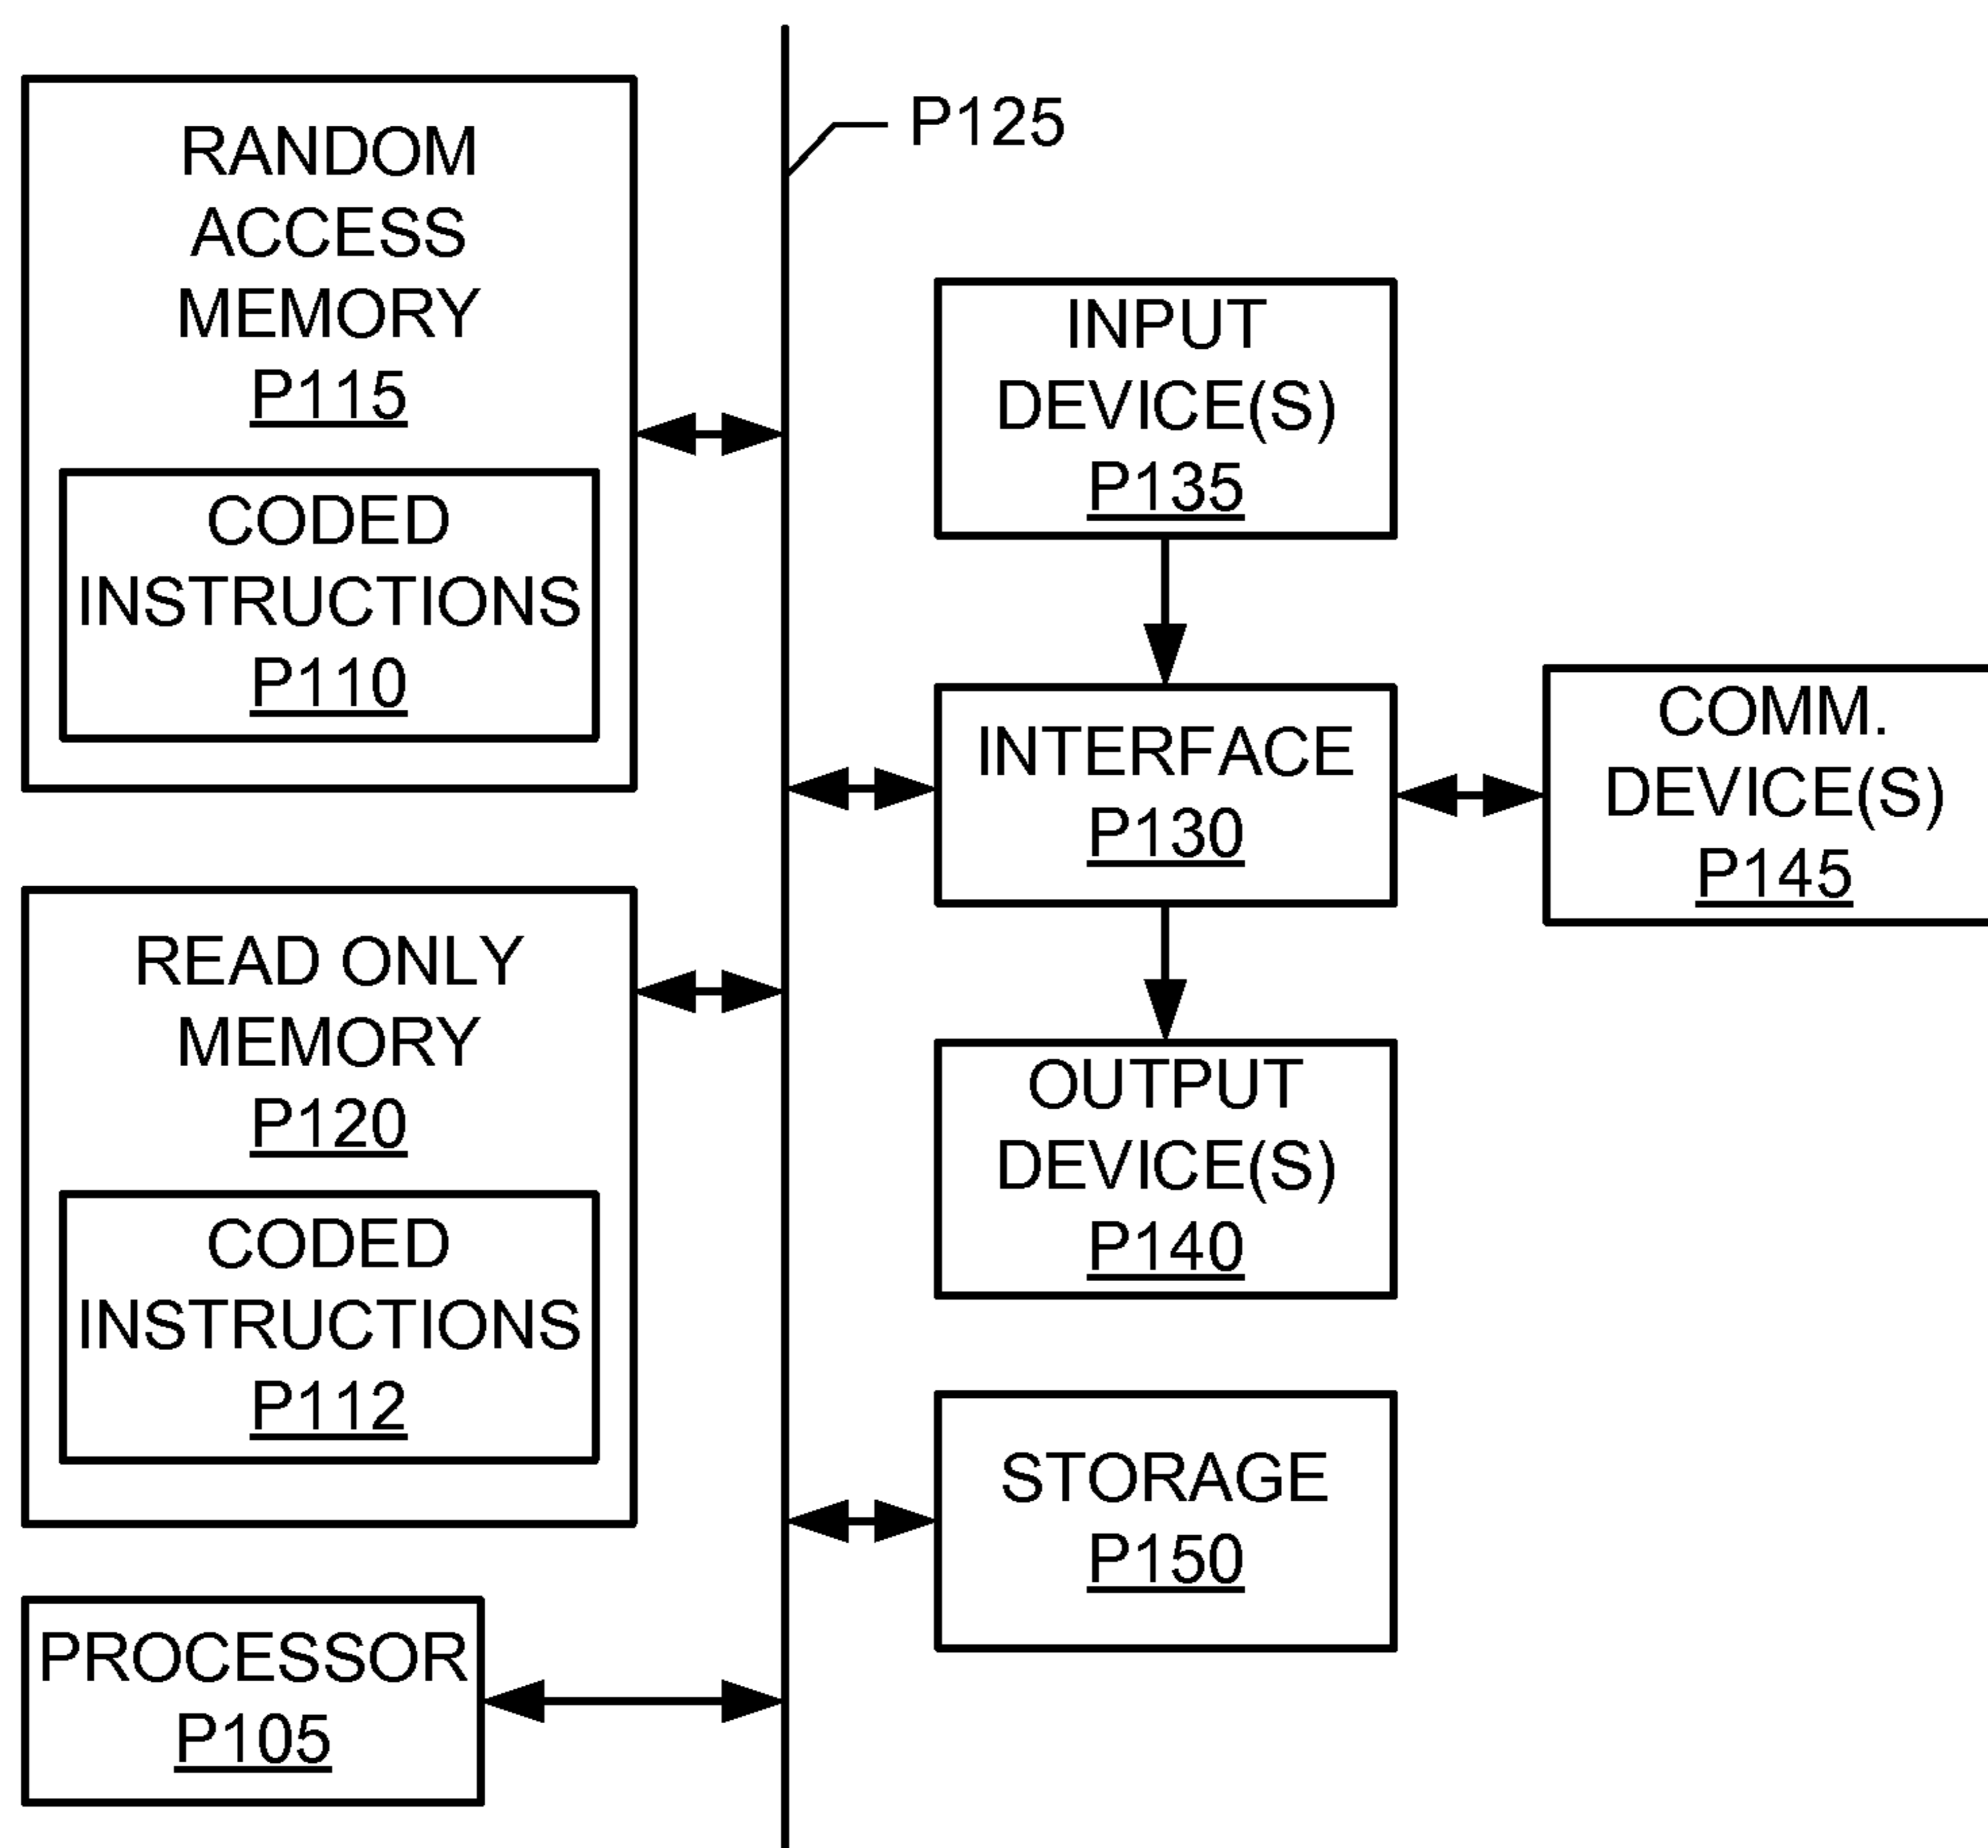 RANDOM
ACCESS
MEMORY
P115
CODED
INSTRUCTIONS
P110
READ ONLY
MEMORY
P120
CODED
INSTRUCTIONS
P112
PROCESSOR
P105
P125
INPUT
DEVICE(S)
P135
INTERFACE
P130
OUTPUT
DEVICE(S)
P140
STORAGE
P150
COMM.
DEVICE(S)
P145